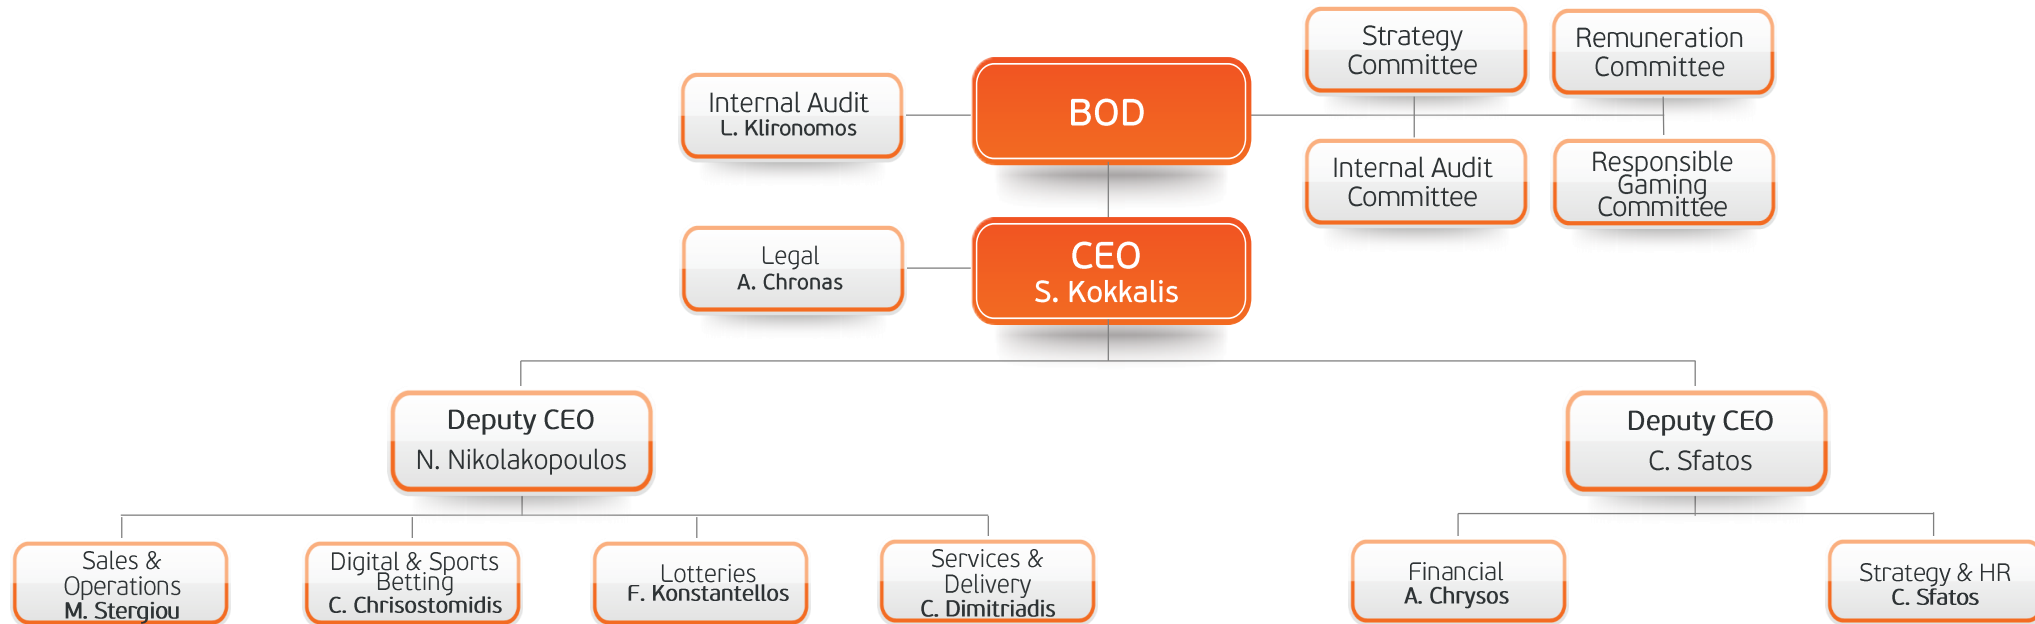 Strategy
Committee
Remuneration
Committee
Internal Audit
L. Klironomos
BOD
Internal Audit
Committee
Responsible
Gaming
Committee
Legal
A. Chronas
CEO
S. Kokkalis
Deputy CEO
N. Nikolakopoulos
Deputy CEO
C. Sfatos
Sales &
Operations
M. Stergiou
Digital & Sports
Betting
C. Chrisostomidis
Lotteries
F. Konstantellos
Services &
Delivery
C. Dimitriadis
Financial
A. Chrysos
Strategy & HR
C. Sfatos